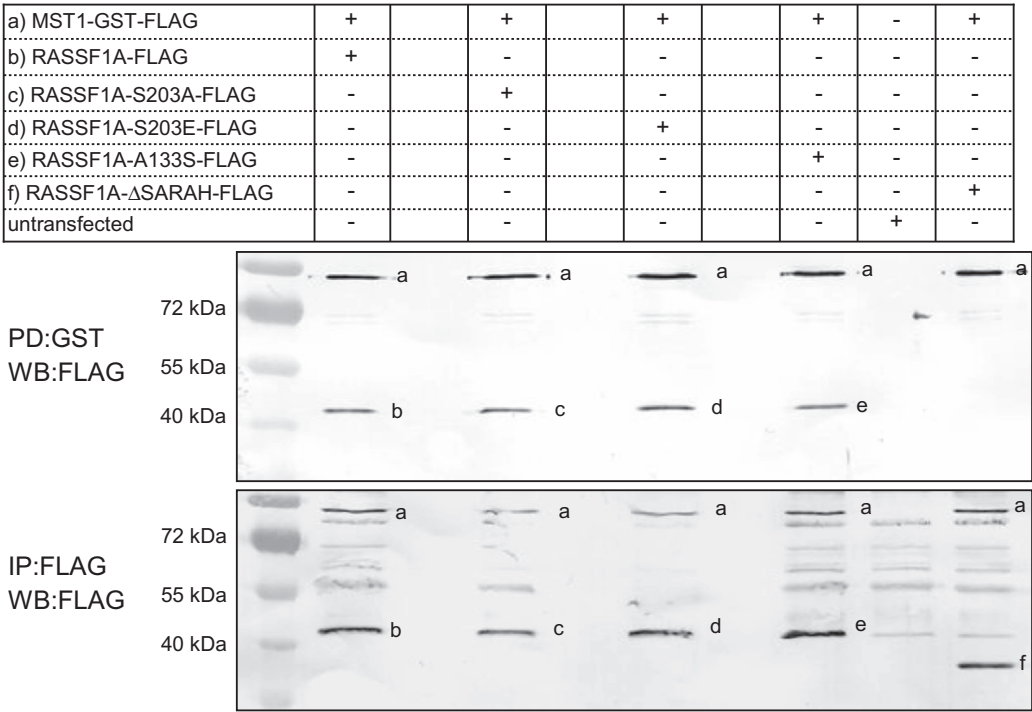 a) MST1-GST-FLAG + + + + - +
b) RASSF1A-FLAG + - - - - -
c) RASSF1A-S203A-FLAG - + - - - -
d) RASSF1A-S203E-FLAG - - + - - -
e) RASSF1A-A133S-FLAG - - - + - -
f) RASSF1A-ΔSARAH-FLAG - - - - - +
untransfected - - - - + -
a a a a a
72 kDa
PD:GST
WB:FLAG
55 kDa
40 kDa
b c d e
a a a a a
72 kDa
IP:FLAG
WB:FLAG
55 kDa
40 kDa
b c d e
f